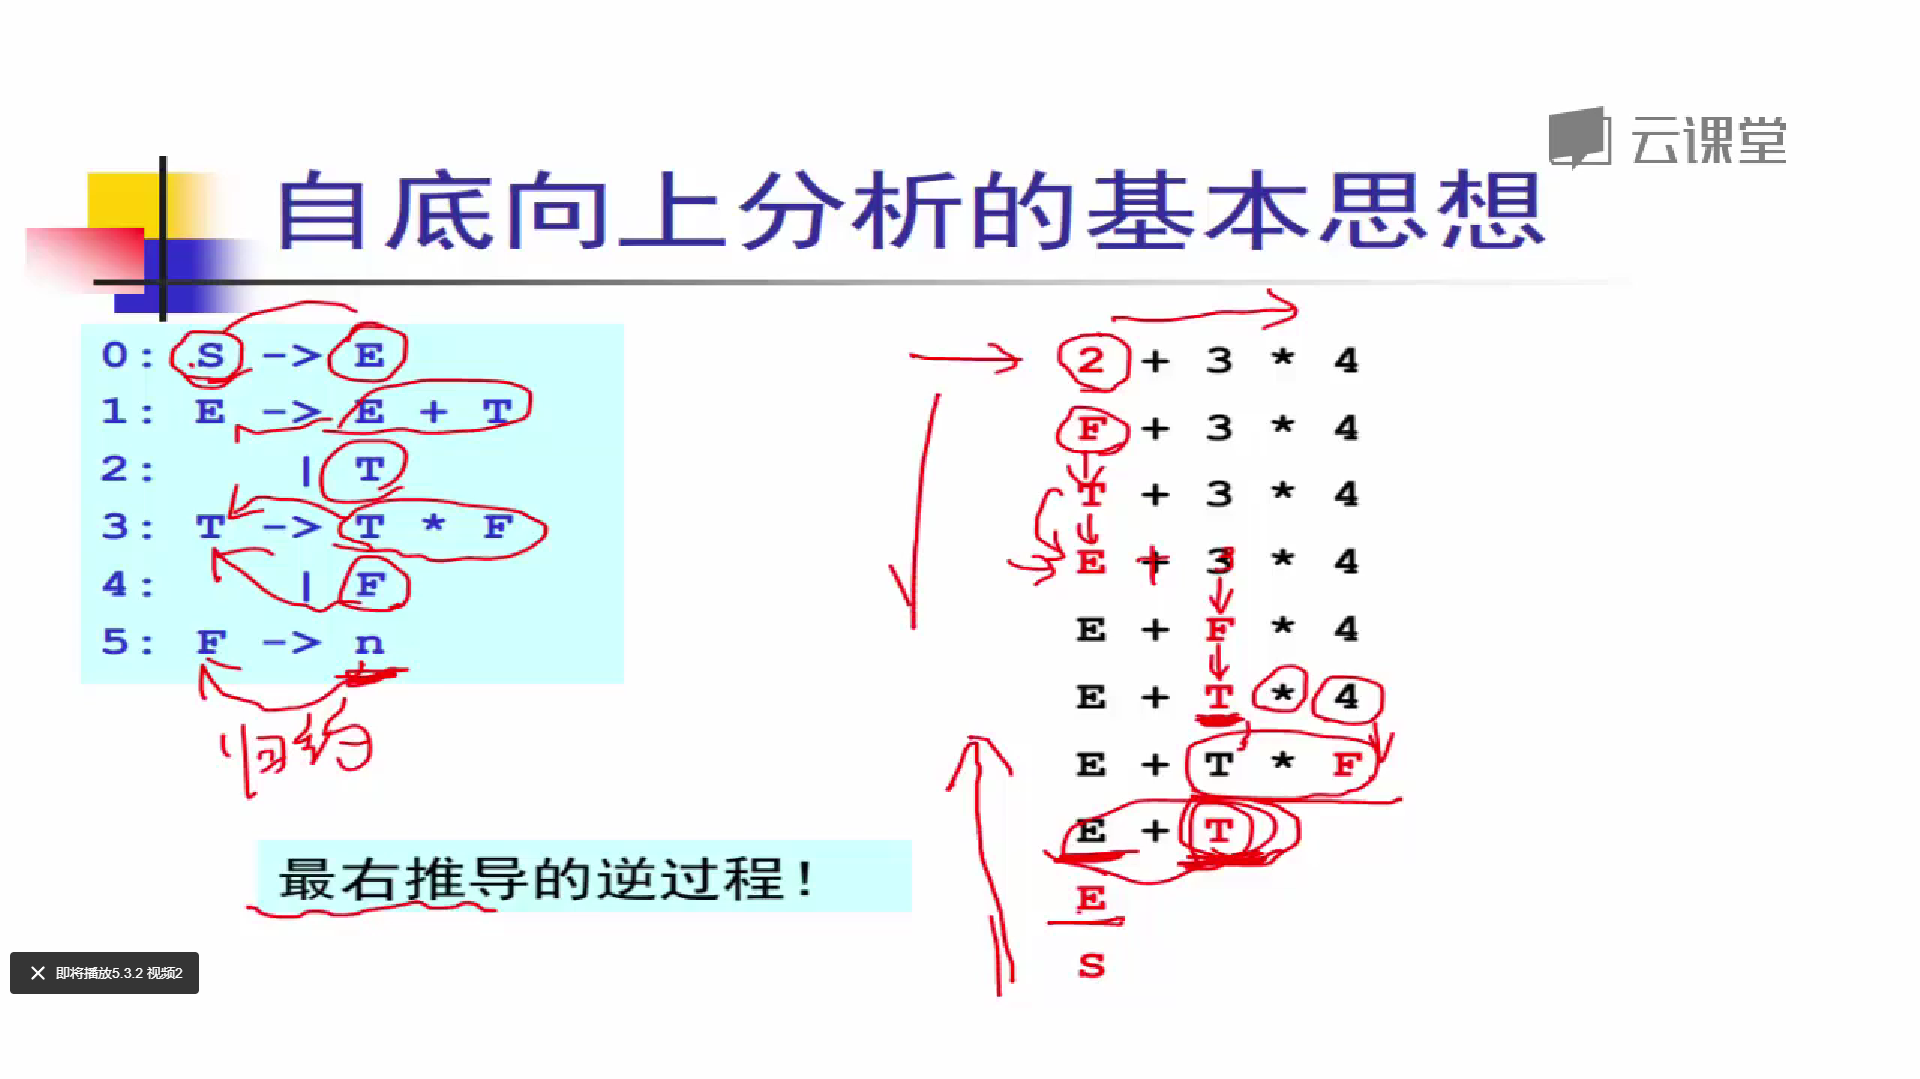 云课堂
自底向上分析的基本思想
0: S -> E
1: E -> E + T
2: | T
3: T -> T * F
4: | F
5: F -> n
归约
最右推导的逆过程！
2 + 3 * 4
F + 3 * 4
T + 3 * 4
E + 3 * 4
E + F * 4
E + T * 4
E + T * F
E + T
E
S
即将播放5.3.2 视频2